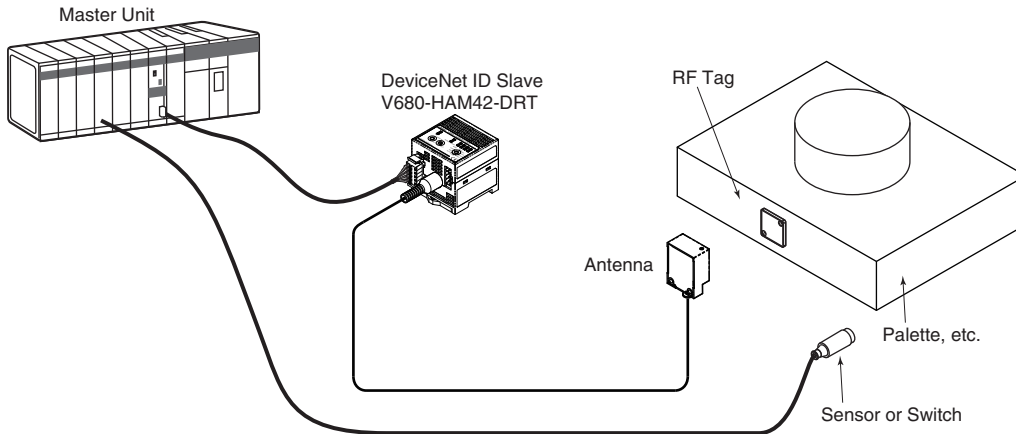 Master Unit
DeviceNet ID Slave
V680-HAM42-DRT
RF Tag
Antenna
Palette, etc.
Sensor or Switch